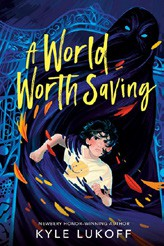 A World
Worth Saving
NEWBERY HONOR-WINNING AUTHOR
KYLE LUKOFF